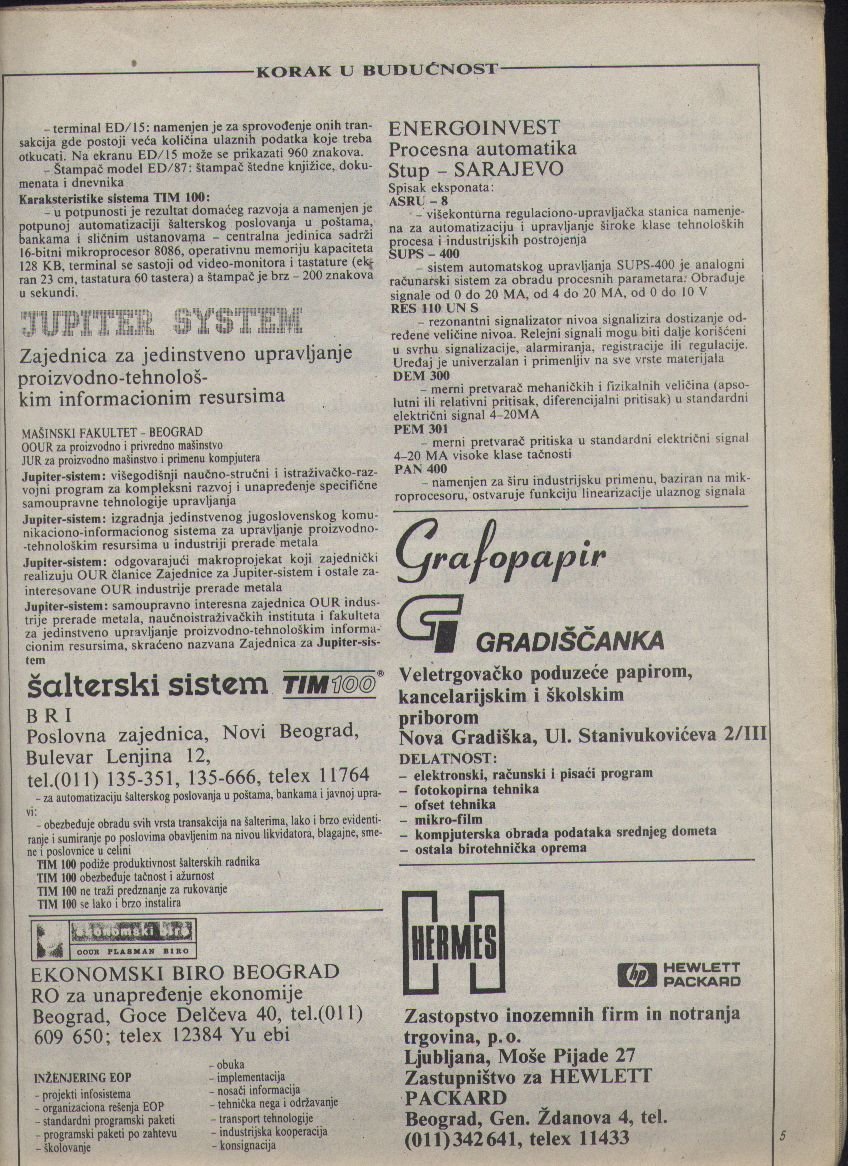 KORAK U BUDUĆNOST
– terminal ED/15: namenjen je za sprovođenje onih tran-
sakcija gde postoji veća količina ulaznih podatka koje treba
otkucati. Na ekranu ED/15 može se prikazati 960 znakova.
– Štampač model ED/87: štampač štedne knjižice, doku-
menata i dnevnika
Karaksteristike sistema TIM 100:
– u potpunosti je rezultat domaćeg razvoja a namenjen je
potpunoj automatizaciji šalterskog poslovanja u poštama,
bankama i sličnim ustanovama – centralna jedinica sadrži
16-bitni mikroprocesor 8086, operativnu memoriju kapaciteta
128 KB, terminal se sastoji od video-monitora i tastature (ek-
ran 23 cm, tastatura 60 tastera) a štampač je brz – 200 znakova
u sekundi.
JUPITER SYSTEM
Zajednica za jedinstveno upravljanje
proizvodno-tehnološ-
kim informacionim resursima
MAŠINSKI FAKULTET – BEOGRAD
OOUR za proizvodno i privredno mašinstvo
JUR za proizvodno mašinstvo i primenu kompjutera
Jupiter-sistem: višegodišnji naučno-stručni i istraživačko-raz-
vojni program za kompleksni razvoj i unapređenje specifične
samoupravne tehnologije upravljanja
Jupiter-sistem: izgradnja jedinstvenog jugoslovenskog komu-
nikaciono-informacionog sistema za upravljanje proizvodno-
-tehnološkim resursima u industriji prerade metala
Jupiter-sistem: odgovarajući makroprojekat koji zajednički
realizuju OUR članice Zajednice za Jupiter-sistem i ostale za-
interesovane OUR industrije prerade metala
Jupiter-sistem: samoupravno interesna zajednica OUR indus-
trije prerade metala, naučnoistraživačkih instituta i fakulteta
za jedinstveno upravljanje proizvodno-tehnološkim informa-
cionim resursima, skraćeno nazvana Zajednica za Jupiter-sis-
tem
šalterski sistem TIM 100®
B R I
Poslovna zajednica, Novi Beograd,
Bulevar Lenjina 12,
tel.(011) 135-351, 135-666, telex 11764
– za automatizaciju šalterskog poslovanja u poštama, bankama i javnoj upra-
vi:
– obezbeđuje obradu svih vrsta transakcija na šalterima, lako i brzo evidenti-
ranje i sumiranje po poslovima obavljenim na nivou likvidatora, blagajne, sme-
ne i poslovnice u celini
TIM 100 podiže produktivnost šalterskih radnika
TIM 100 obezbeđuje tačnost i ažurnost
TIM 100 ne traži predznanje za rukovanje
TIM 100 se lako i brzo instalira
ekonomski biro
OOUR PLASMAN BIRO
EKONOMSKI BIRO BEOGRAD
RO za unapređenje ekonomije
Beograd, Goce Delčeva 40, tel.(011)
609 650; telex 12384 Yu ebi
INŽENJERING EOP
– projekti infosistema
– organizaciona rešenja EOP
– standardni programski paketi
– programski paketi po zahtevu
– školovanje
– obuka
– implementacija
– nosači informacija
– tehnička nega i održavanje
– transport tehnologije
– industrijska kooperacija
– konsignacija
ENERGOINVEST
Procesna automatika
Stup – SARAJEVO
Spisak eksponata:
ASRU – 8
– višekonturna regulaciono-upravljačka stanica namenje-
na za automatizaciju i upravljanje široke klase tehnoloških
procesa i industrijskih postrojenja
SUPS – 400
– sistem automatskog upravljanja SUPS-400 je analogni
računarski sistem za obradu procesnih parametara: Obrađuje
signale od 0 do 20 MA, od 4 do 20 MA, od 0 do 10 V
RES 110 UN S
– rezonantni signalizator nivoa signalizira dostizanje od-
ređene veličine nivoa. Relejni signali mogu biti dalje korišćeni
u svrhu signalizacije, alarmiranja, registracije ili regulacije.
Uređaj je univerzalan i primenljiv na sve vrste materijala
DEM 300
– merni pretvarač mehaničkih i fizikalnih veličina (apso-
lutni ili relativni pritisak, diferencijalni pritisak) u standardni
električni signal 4–20MA
PEM 301
– merni pretvarač pritiska u standardni električni signal
4–20 MA visoke klase tačnosti
PAN 400
– namenjen za širu industrijsku primenu, baziran na mik-
roprocesoru, ostvaruje funkciju linearizacije ulaznog signala
Grafopapir
GRADIŠČANKA
Veletrgovačko poduzeće papirom,
kancelarijskim i školskim
priborom
Nova Gradiška, Ul. Stanivukovićeva 2/III
DELATNOST:
– elektronski, računski i pisaći program
– fotokopirna tehnika
– ofset tehnika
– mikro-film
– kompjuterska obrada podataka srednjeg dometa
– ostala birotehnička oprema
HERMES
hp HEWLETT
PACKARD
Zastopstvo inozemnih firm in notranja
trgovina, p.o.
Ljubljana, Moše Pijade 27
Zastupništvo za HEWLETT
PACKARD
Beograd, Gen. Ždanova 4, tel.
(011)342641, telex 11433
5